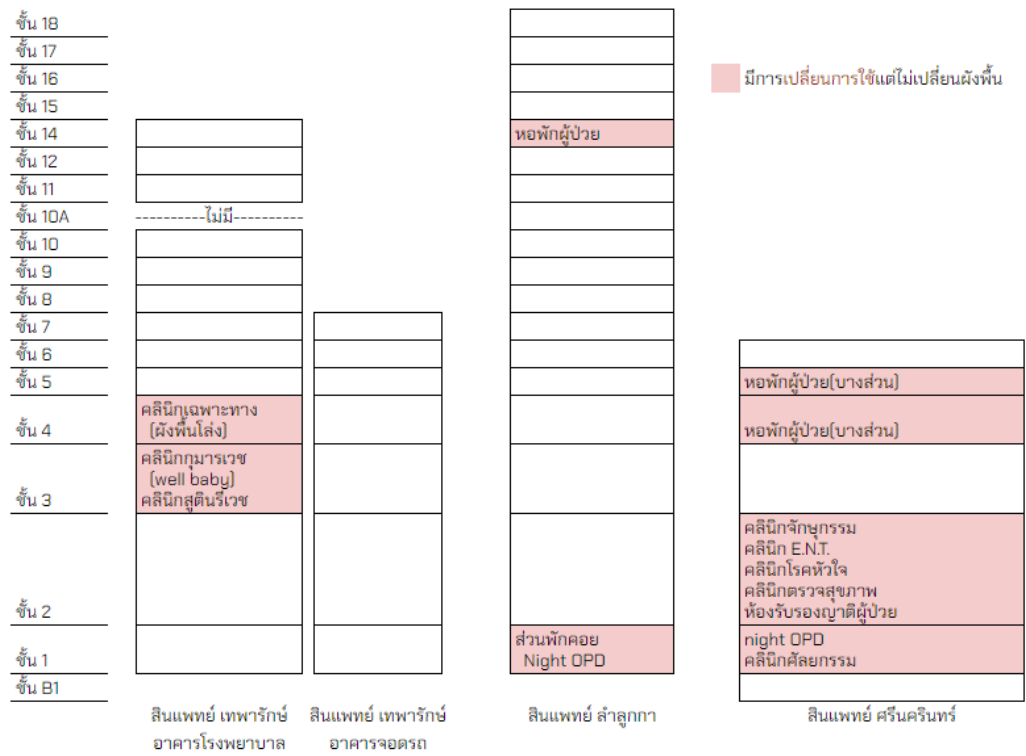 ชั้น 18
ชั้น 17
ชั้น 16
มีการเปลี่ยนการใช้แต่ไม่เปลี่ยนผังพื้น
ชั้น 15
ชั้น 14
หอพักผู้ป่วย
ชั้น 12
ชั้น 11
ชั้น 10A
----------ไม่มี----------
ชั้น 10
ชั้น 9
ชั้น 8
ชั้น 7
ชั้น 6
ชั้น 5
หอพักผู้ป่วย(บางส่วน)
คลินิกเฉพาะทาง
(ผังพื้นโล่ง)
ชั้น 4
หอพักผู้ป่วย(บางส่วน)
คลินิกกุมารเวช
(well baby)
คลินิกสูตินรีเวช
ชั้น 3
คลินิกจักษุกรรม
คลินิก E.N.T.
คลินิกโรคหัวใจ
คลินิกตรวจสุขภาพ
ห้องรับรองญาติผู้ป่วย
ชั้น 2
ส่วนพักคอย
Night OPD
night OPD
คลินิกศัลยกรรม
ชั้น 1
ชั้น B1
สินแพทย์ เทพารักษ์
อาคารโรงพยาบาล
สินแพทย์ เทพารักษ์
อาคารจอดรถ
สินแพทย์ ลำลูกกา
สินแพทย์ ศรีนครินทร์